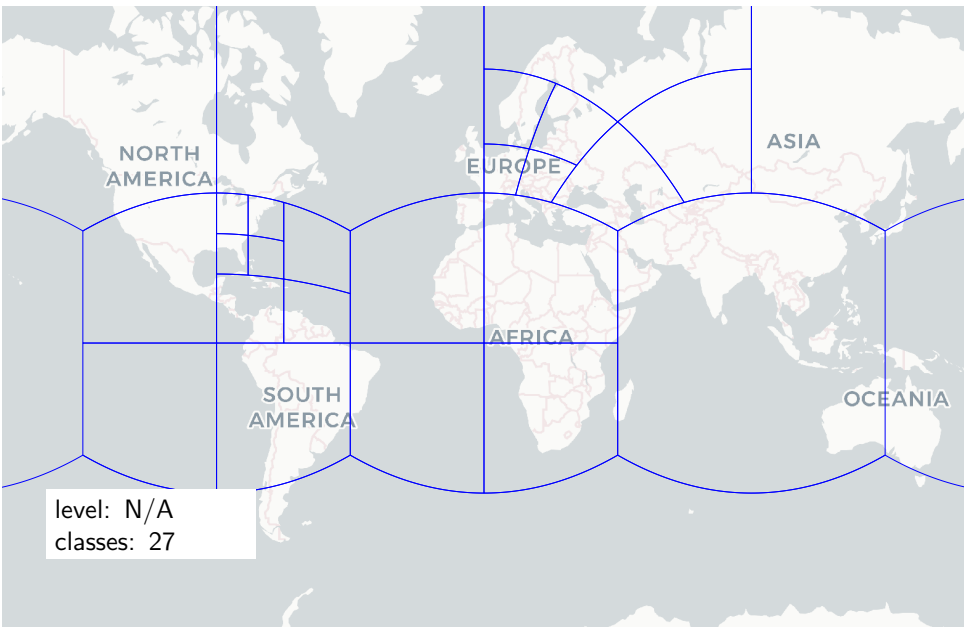 NORTH
AMERICA
EUROPE
ASIA
AFRICA
SOUTH
AMERICA
OCEANIA
level: N/A
classes: 27